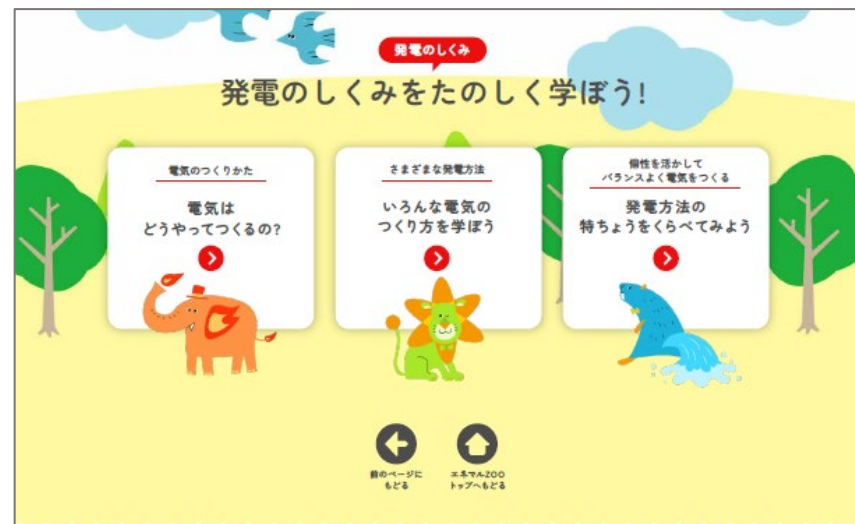 発電のしくみ
発電のしくみをたのしく学ぼう!
電気のつくりかた
電気は
どうやってつくるの?
さまざまな発電方法
いろんな電気の
つくり方を学ぼう
個性を活かして
バランスよく電気をつくる
発電方法の
特ちょうをくらべてみよう
前のページに
もどる
エネマルZOO
トップへもどる